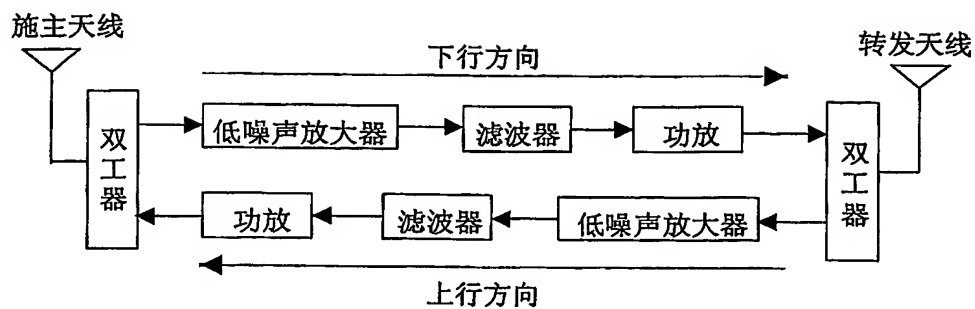 施主天线
转发天线
下行方向
双工器
低噪声放大器
滤波器
功放
双工器
功放
滤波器
低噪声放大器
上行方向